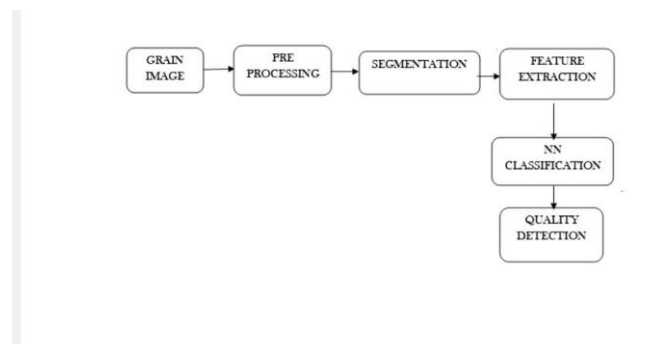 GRAIN
IMAGE
PRE
PROCESSING
SEGMENTATION
FEATURE
EXTRACTION
NN
CLASSIFICATION
QUALITY
DETECTION